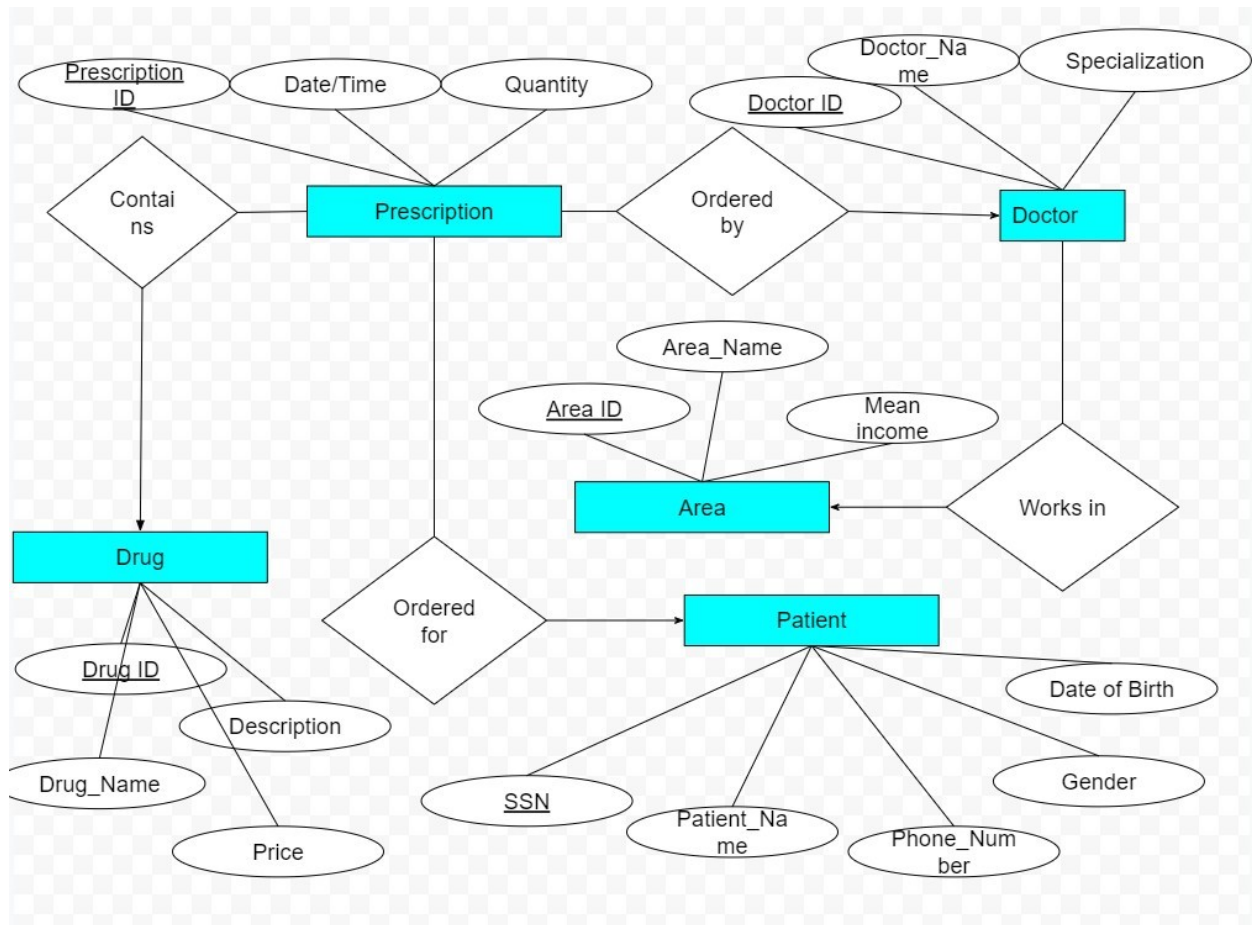 Prescription
ID
Date/Time
Quantity
Doctor_Na
me
Specialization
Doctor ID
Contai
ns
Prescription
Ordered
by
Doctor
Area_Name
Area ID
Mean
income
Area
Works in
Drug
Ordered
for
Patient
Drug ID
Description
Date of Birth
Drug_Name
Gender
SSN
Patient_Na
me
Phone_Num
ber
Price